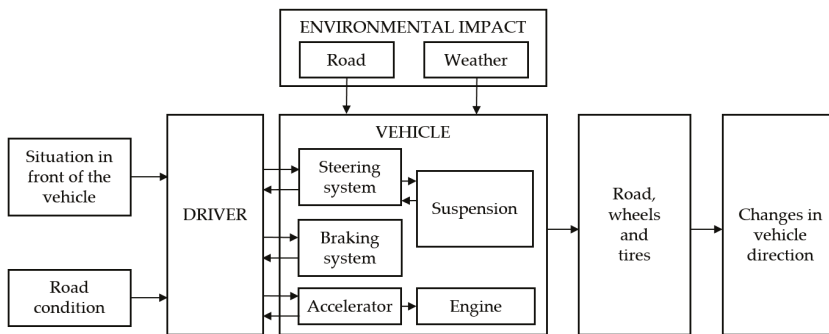 ENVIRONMENTAL IMPACT
Road
Weather
Situation in
front of the
vehicle
Road
condition
DRIVER
VEHICLE
Steering
system
Suspension
Braking
system
Accelerator
Engine
Road,
wheels
and
tires
Changes in
vehicle
direction